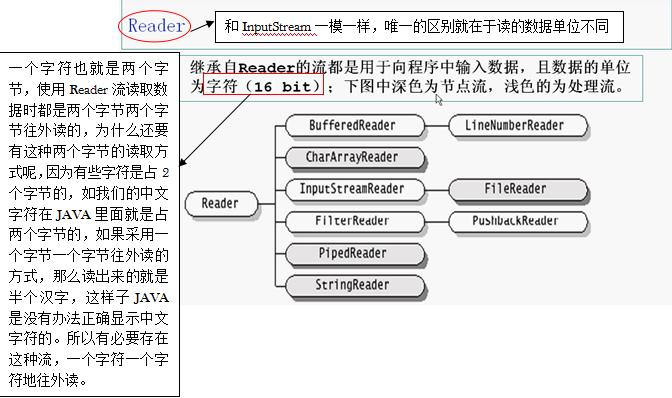 Reader
和 InputStream 一模一样，唯一的区别就在于读的数据单位不同
继承自Reader的流都是用于向程序中输入数据，且数据的单位
为字符（16 bit）；下图中深色为节点流，浅色的为处理流。
一个字符也就是两个字
节，使用 Reader 流读取数
据时都是两个字节两个字
节往外读的，为什么还要
有这种两个字节的读取方
式呢,因为有些字符是占 2
个字节的，如我们的中文
字符在 JAVA 里面就是占
两个字节的，如果采用一
个字节一个字节往外读的
方式，那么读出来的就是
半个汉字，这样子 JAVA
是没有办法正确显示中文
字符的。所以有必要存在
这种流，一个字符一个字
符地往外读。
Reader
BufferedReader
LineNumberReader
CharArrayReader
InputStreamReader
FileReader
FilterReader
PushbackReader
PipedReader
StringReader